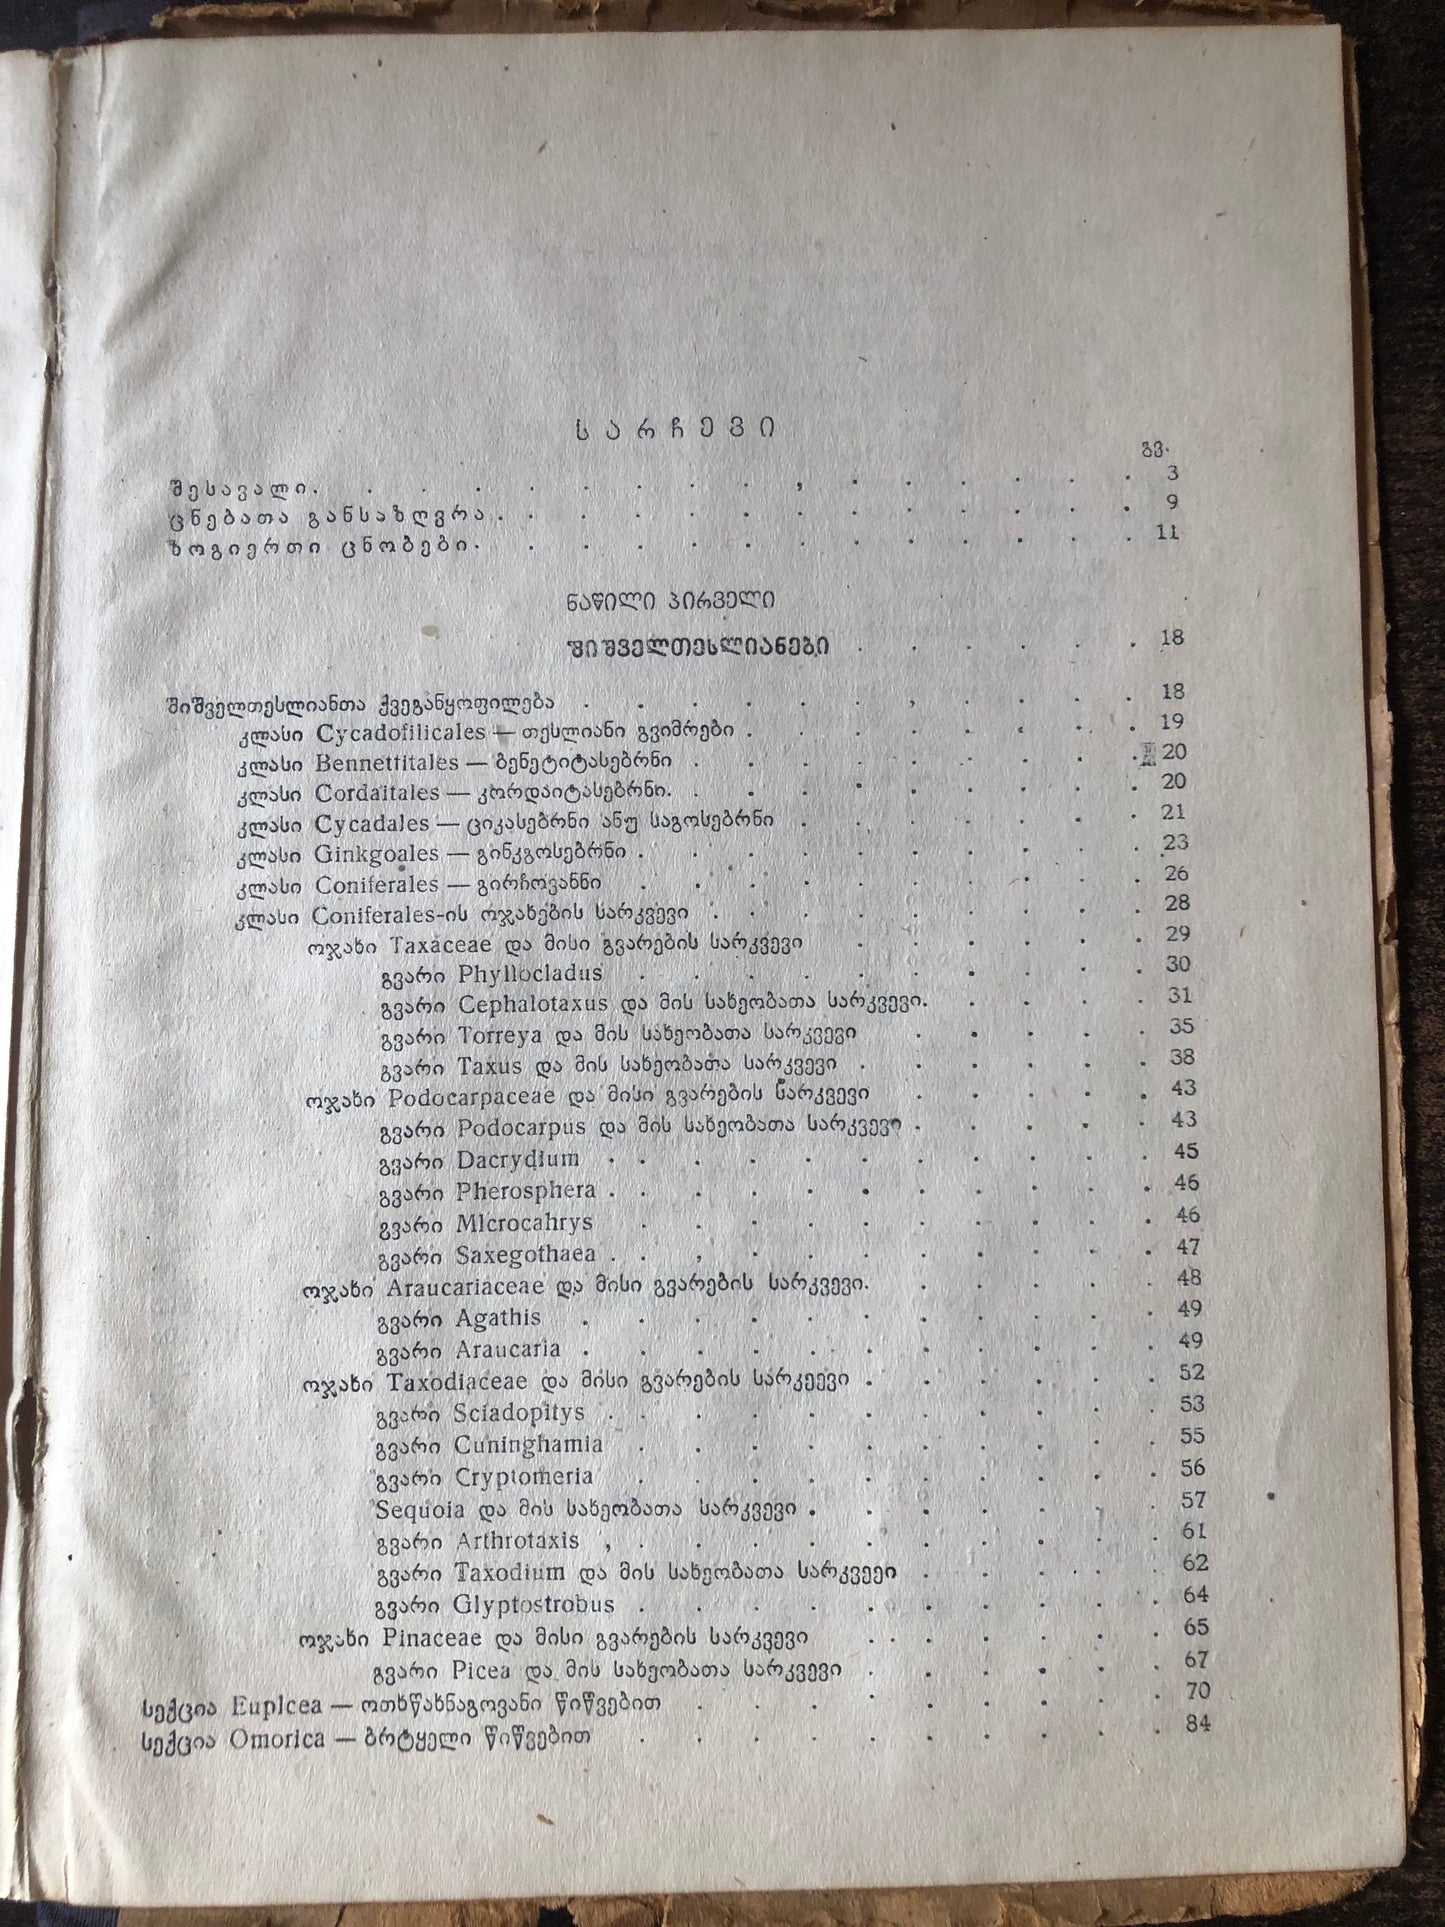 სარჩევი
გვ.
შესავალი. . . . . . . . , . . . . . . 3
ცნებათა განსაზღვრა. . . . . . . . . . . . . 9
ზოგიერთი ცნობები. . . . . . . . . . . . . 11
ნაწილი პირველი
შიშველთესლიანები . . . . . . 18
შიშველთესლიანთა ქვეგანყოფილება . . . . . . , . . . . 18
კლასი Cycadofilicales — თესლიანი გვიმრები . . . . . . . . 19
კლასი Bennettitales — ბენეტიტასებრნი . . . . . . . . . 20
კლასი Cordaitales — კორდაიტასებრნი. . . . . . . . . . 20
კლასი Cycadales — ციკასებრნი ანუ საგოსებრნი . . . . . . . 21
კლასი Ginkgoales — გინკგოსებრნი . . . . . . . . . . 23
კლასი Coniferales — გირჩოვანნი . . . . . . . . . . 26
კლასი Coniferales-ის ოჯახების სარკვევი . . . . . . . . . 28
ოჯახი Taxaceae და მისი გვარების სარკვევი . . . . . . 29
გვარი Phyllocladus . . . . . . . . . . 30
გვარი Cephalotaxus და მის სახეობათა სარკვევი. . . . . 31
გვარი Torreya და მის სახეობათა სარკვევი . . . . . 35
გვარი Taxus და მის სახეობათა სარკვევი . . . . . . 38
ოჯახი Podocarpaceae და მისი გვარების სარკვევი . . . . . 43
გვარი Podocarpus და მის სახეობათა სარკვევი . . . . . 43
გვარი Dacrydium . . . . . . . . . . . 45
გვარი Pherosphera . . . . . . . . . . . 46
გვარი Microcahrys . . . . . . . . . . 46
გვარი Saxegothaea . . , . . . . . . . . 47
ოჯახი Araucariaceae და მისი გვარების სარკვევი. . . . . . 48
გვარი Agathis . . . . . . . . . . . 49
გვარი Araucaria . . . . . . . . . . . 49
ოჯახი Taxodiaceae და მისი გვარების სარკეევი . . . . . . 52
გვარი Sciadopitys . . . . . . . . . . . 53
გვარი Cuninghamia . . . . . . . . . . 55
გვარი Cryptomeria . . . . . . . . . . 56
Sequoia და მის სახეობათა სარკვევი . . . . . . . 57
გვარი Arthrotaxis , . . . . . . . . . . 61
გვარი Taxodium და მის სახეობათა სარკვეეი . . . . . 62
გვარი Glyptostrobus . . . . . . . . . . 64
ოჯახი Pinaceae და მისი გვარების სარკვევი . . . . . . . 65
გვარი Picea და მის სახეობათა სარკვევი . . . . . . 67
სექცია Eupicea — ოთხწახნაგოვანი წიწვებით . . . . . . . . . 70
სექცია Omorica — ბრტყელი წიწვებით . . . . . . . . . . 84